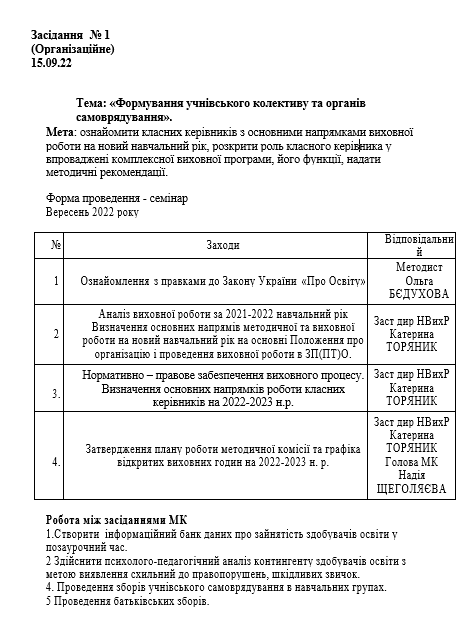 Засідання № 1
(Організаційне)
15.09.22
Тема: «Формування учнівського колективу та органів
самоврядування».
Мета: ознайомити класних керівників з основними напрямками виховної
роботи на новий навчальний рік, розкрити роль класного керівника у
впроваджені комплексної виховної програми, його функції, надати
методичні рекомендації.
Форма проведення - семінар
Вересень 2022 року
№ Заходи Відповідальни
й
1 Ознайомлення з правками до Закону України «Про Освіту»
Методист
Ольга
БЄДУХОВА
2
Аналіз виховної роботи за 2021-2022 навчальний рік
Визначення основних напрямів методичної та виховної
роботи на новий навчальний рік на основі Положення про
організацію і проведення виховної роботи в ЗП(ПТ)О.
Заст дир НВихР
Катерина
ТОРЯНИК
3.
Нормативно – правове забезпечення виховного процесу.
Визначення основних напрямків роботи класних
керівників на 2022-2023 н.р.
Заст дир НВихР
Катерина
ТОРЯНИК
4.
Затвердження плану роботи методичної комісії та графіка
відкритих виховних годин на 2022-2023 н. р.
Заст дир НВихР
Катерина
ТОРЯНИК
Голова МК
Надія
ЩЕГОЛЯЄВА
Робота між засіданнями МК
1.Створити інформаційний банк даних про зайнятість здобувачів освіти у
позаурочний час.
2 Здійснити психолого-педагогічний аналіз контингенту здобувачів освіти з
метою виявлення схильний до правопорушень, шкідливих звичок.
4. Проведення зборів учнівського самоврядування в навчальних групах.
5 Проведення батьківських зборів.